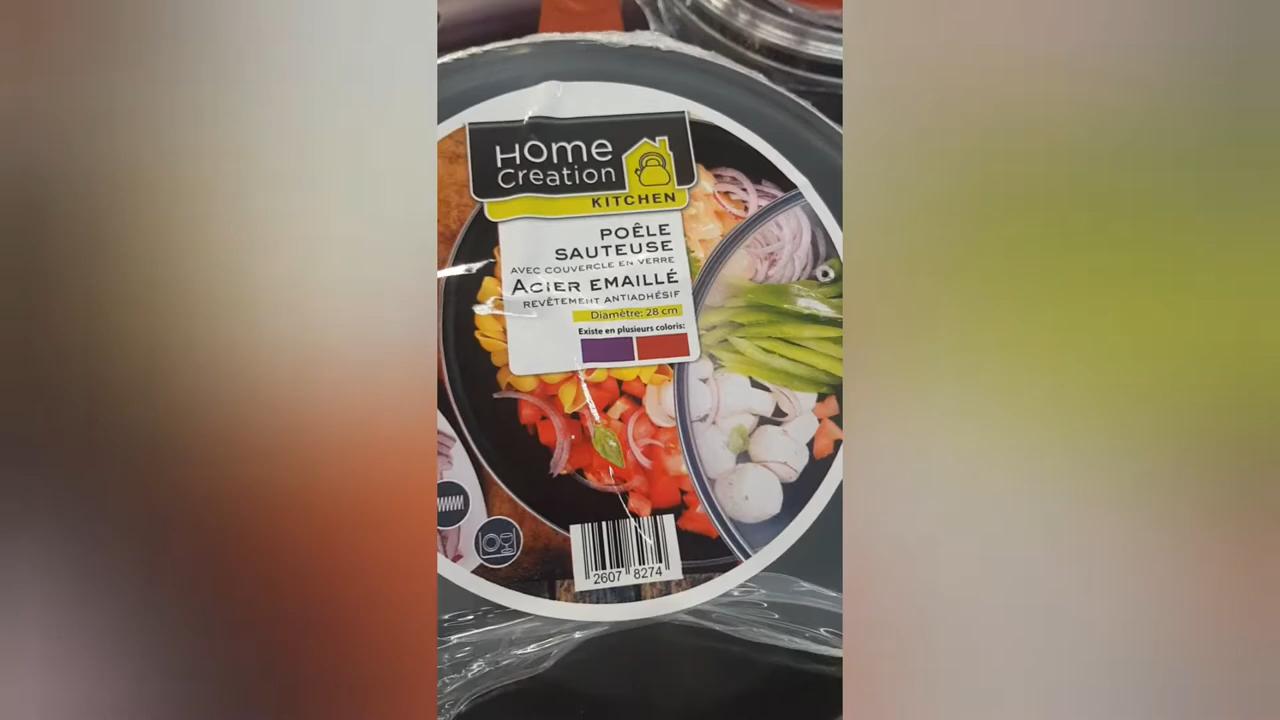 Home
Creation
KITCHEN
POÊLE
SAUTEUSE
AVEC COUVERCLE EN VERRE
ACIER EMAILLÉ
REVÊTEMENT ANTIADHÉSIF
Diamètre: 28 cm
Existe en plusieurs coloris:
2607 8274